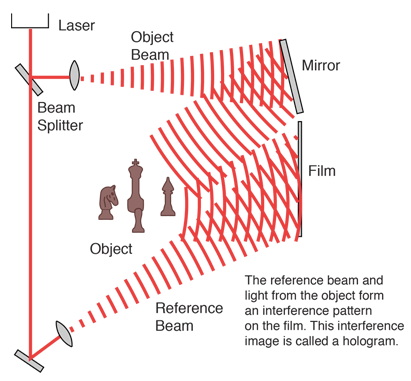 Laser
Object
Beam
Mirror
Beam
Splitter
Film
Object
Reference
Beam
The reference beam and
light from the object form
an interference pattern
on the film. This interference
image is called a hologram.